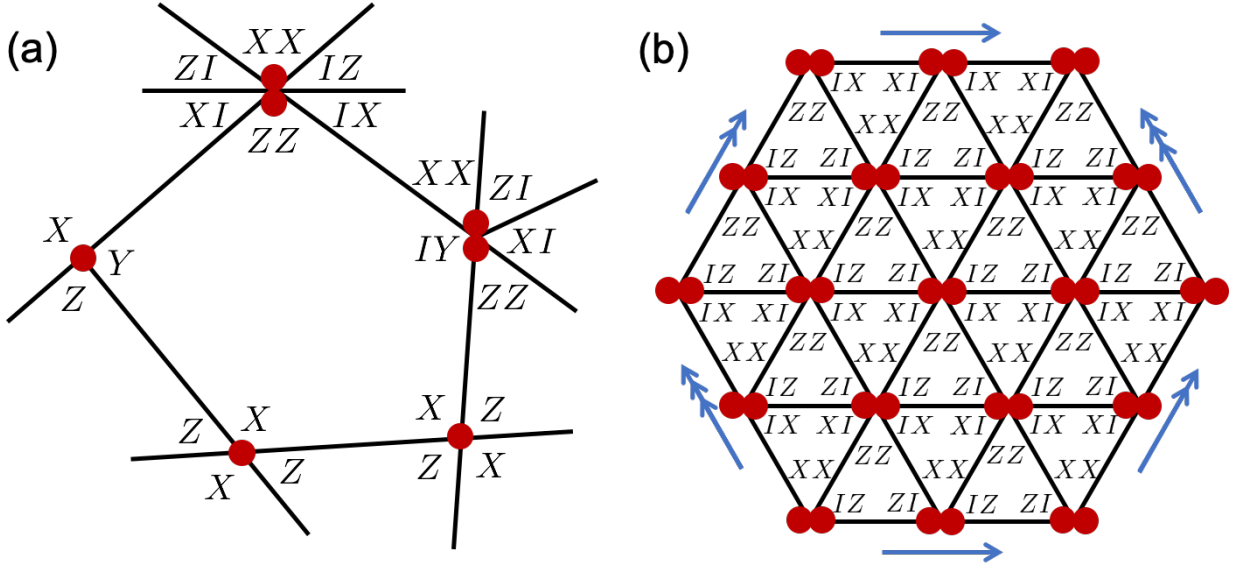 (a)
XX
ZI IZ
XI IX
ZZ
XX ZI
IY XI
ZZ
X Y
Z
Z X
X Z
X Z
Z X
(b)
IX XI IX XI
ZZ XX ZZ XX ZZ
IZ ZI IZ ZI IZ ZI
IX XI IX XI IX XI
ZZ XX ZZ XX ZZ XX ZZ
IZ ZI IZ ZI IZ ZI IZ ZI
IX XI IX XI IX XI IX XI
XX ZZ XX ZZ XX ZZ XX
IZ ZI IZ ZI IZ ZI
IX XI IX XI IX XI
XX ZZ XX ZZ XX
IZ ZI IZ ZI